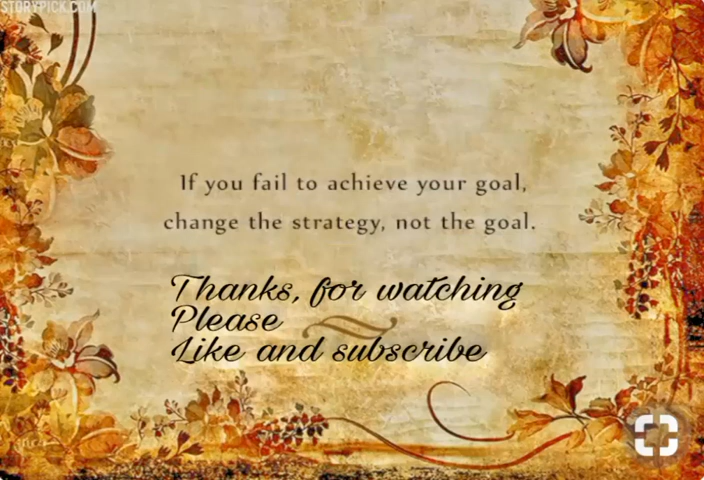 STORYPICK.COM
If you fail to achieve your goal,
change the strategy, not the goal.
Thanks, for watching
Please
Like and subscribe